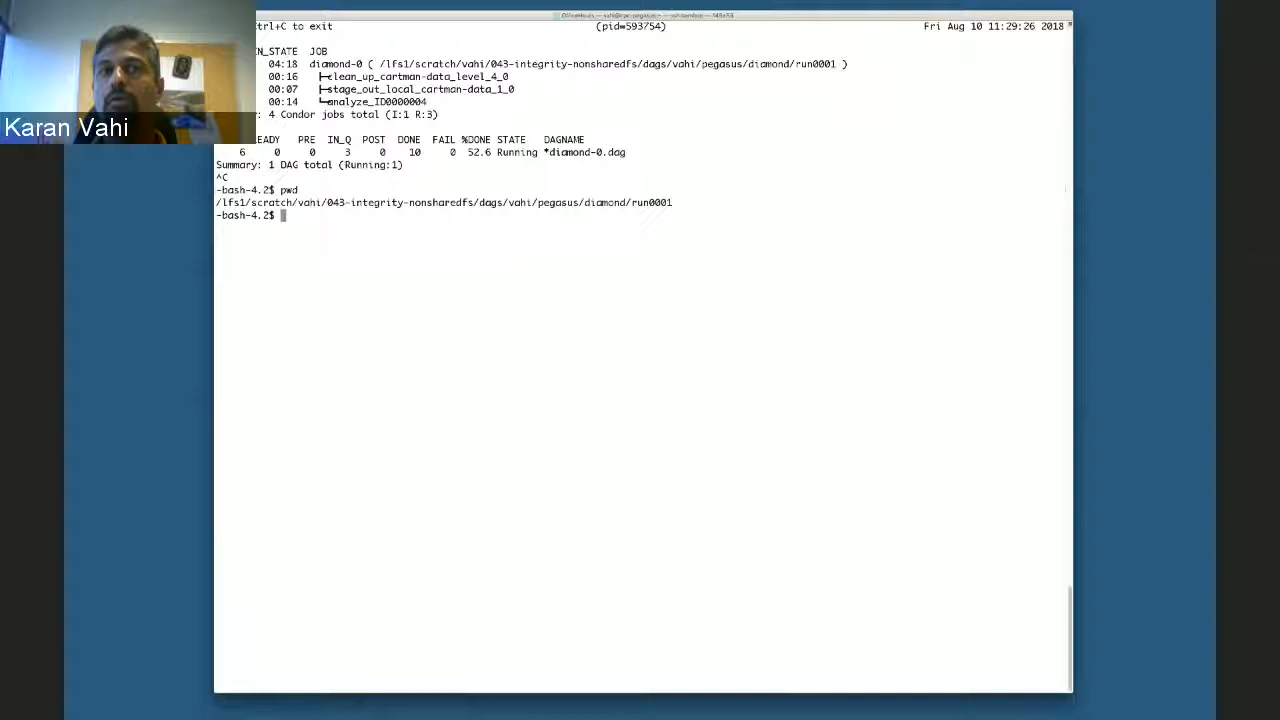 Ctrl+C to exit (pid=593754) Fri Aug 10 11:29:26 2018
IN_STATE JOB
04:18 diamond-0 ( /lfs1/scratch/vahi/043-integrity-nonsharedfs/dags/vahi/pegasus/diamond/run0001 )
00:16 ┣━clean_up_cartman-data_level_4_0
00:07 ┣━stage_out_local_cartman-data_1_0
00:14 ┗━analyze_ID0000004
: 4 Condor jobs total (I:1 R:3)
Karan Vahi
EADY PRE IN_Q POST DONE FAIL %DONE STATE DAGNAME
6 0 0 3 0 10 0 52.6 Running *diamond-0.dag
Summary: 1 DAG total (Running:1)
^C
-bash-4.2$ pwd
/lfs1/scratch/vahi/043-integrity-nonsharedfs/dags/vahi/pegasus/diamond/run0001
-bash-4.2$